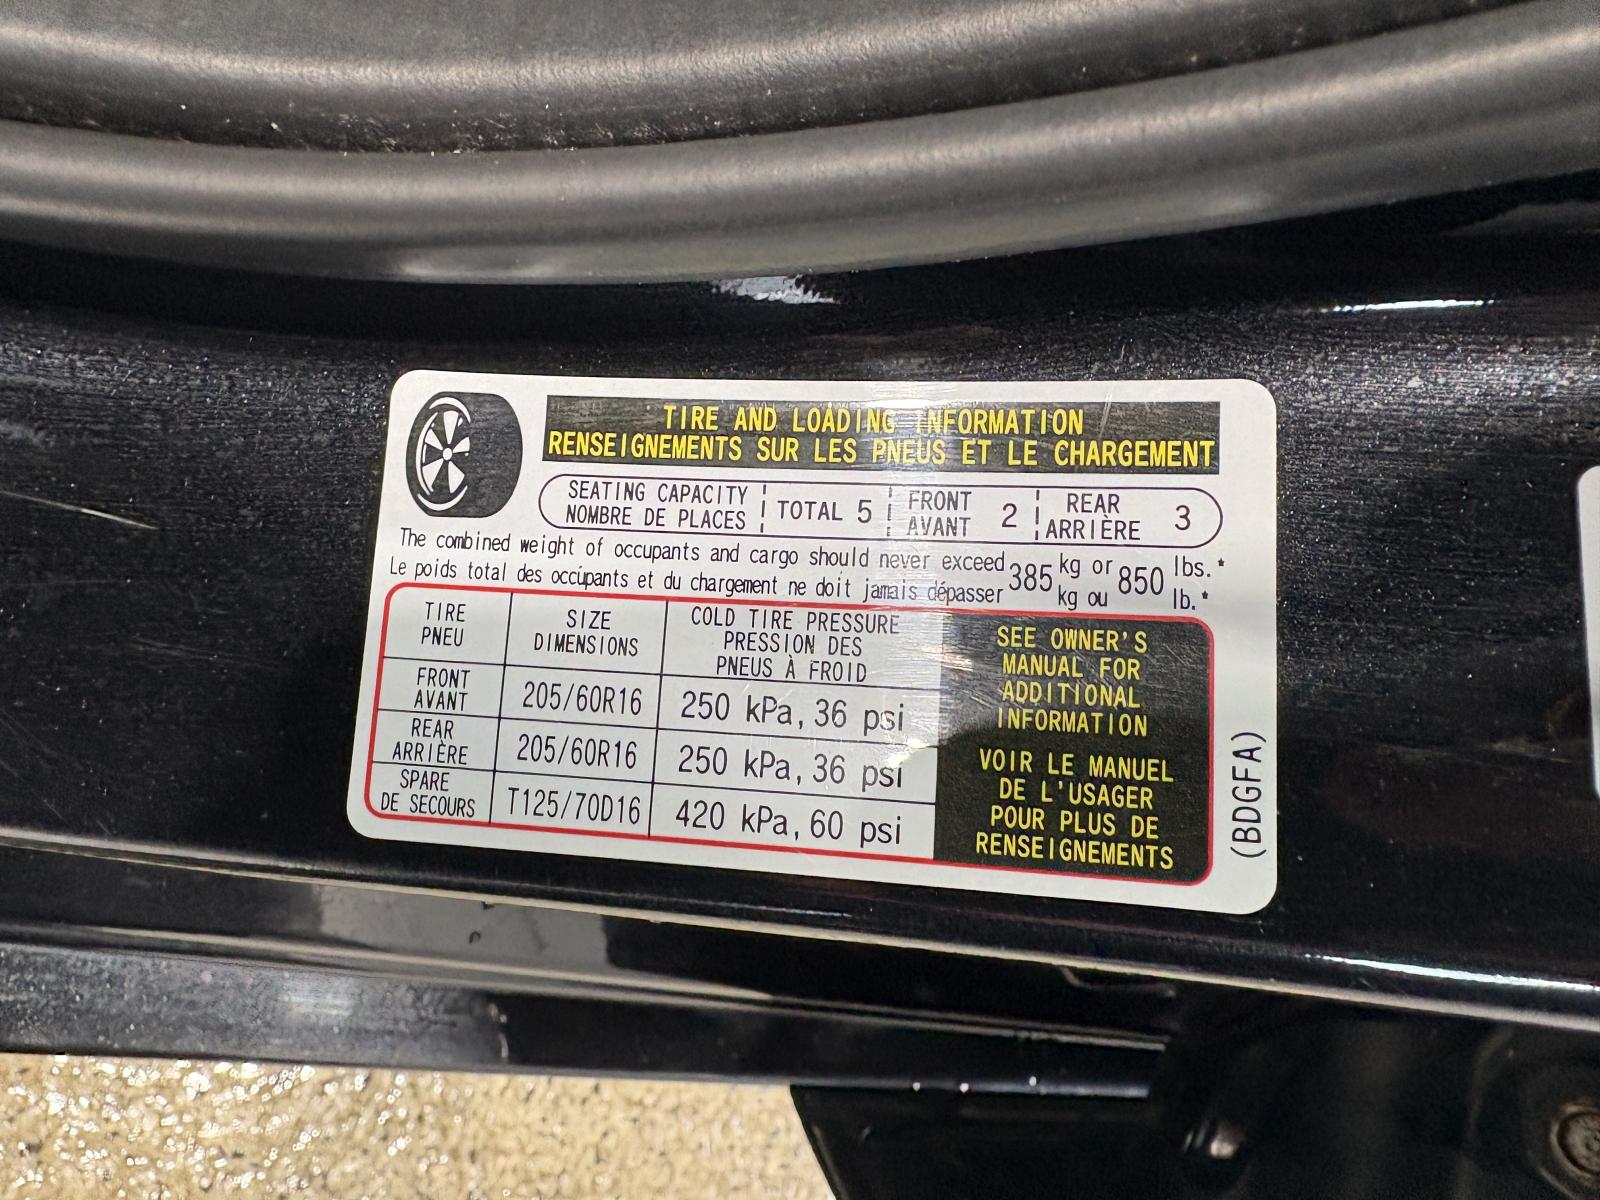 TIRE AND LOADING INFORMATION
RENSEIGNEMENTS SUR LES PNEUS ET LE CHARGEMENT
SEATING CAPACITY
NOMBRE DE PLACES
TOTAL 5
FRONT
AVANT
2
REAR
ARRIÈRE
3
The combined weight of occupants and cargo should never exceed 385 kg or 850 lbs.*
Le poids total des occupants et du chargement ne doit jamais dépasser kg ou lb.*
TIRE
PNEU
SIZE
DIMENSIONS
COLD TIRE PRESSURE
PRESSION DES
PNEUS À FROID
FRONT
AVANT
205/60R16
250 kPa, 36 psi
REAR
ARRIÈRE
205/60R16
250 kPa, 36 psi
SPARE
DE SECOURS
T125/70D16
420 kPa, 60 psi
SEE OWNER'S
MANUAL FOR
ADDITIONAL
INFORMATION
VOIR LE MANUEL
DE L'USAGER
POUR PLUS DE
RENSEIGNEMENTS
(BDGFA)